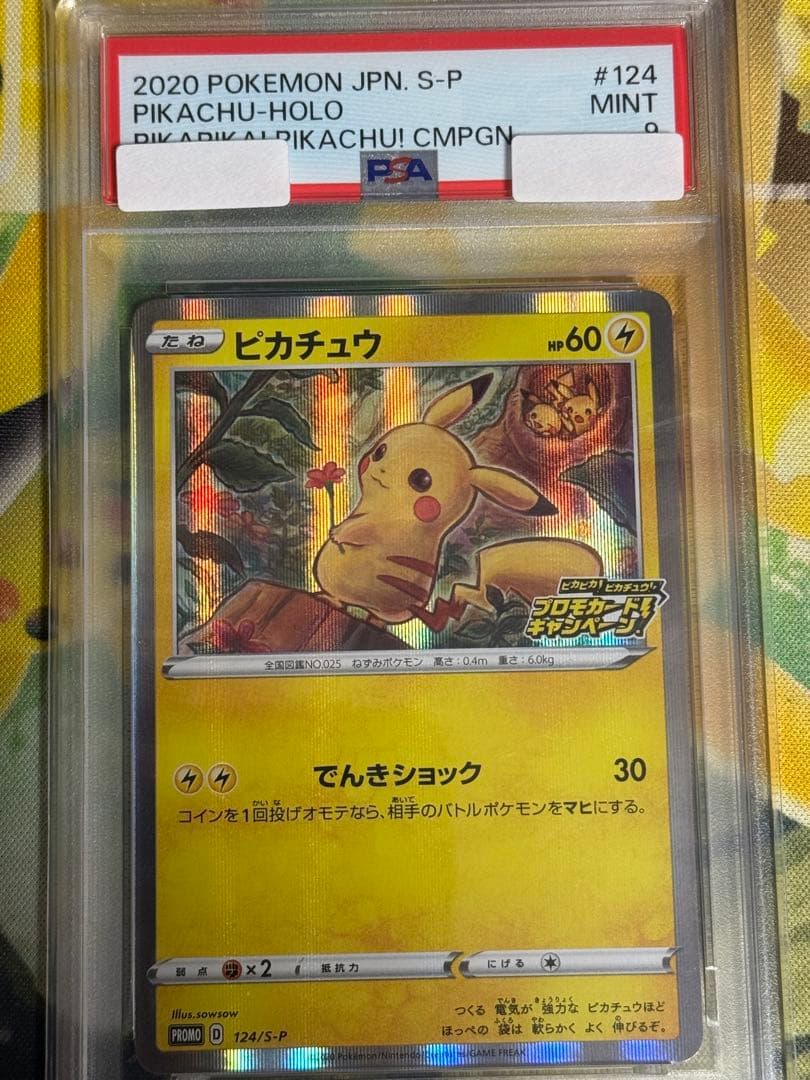 2020 POKEMON JPN. S-P #124
PIKACHU-HOLO MINT
PIKAPIKA! PIKACHU! CMPGN 9
PSA
たね ピカチュウ HP60
ピカピカ! ピカチュウ!
プロモカード
キャンペーン!
全国図鑑NO.025 ねずみポケモン 高さ:0.4m 重さ:6.0kg
でんきショック 30
コインを1回投げオモテなら、相手のバトルポケモンをマヒにする。
弱点 ×2 抵抗力 にげる
Illus.sowsow
つくる 電気が 強力な ピカチュウほど
ほっぺの 袋は 軟らかく よく 伸びるぞ。
PROMO D 124/S-P
©2020 Pokémon/Nintendo/Creatures/GAME FREAK